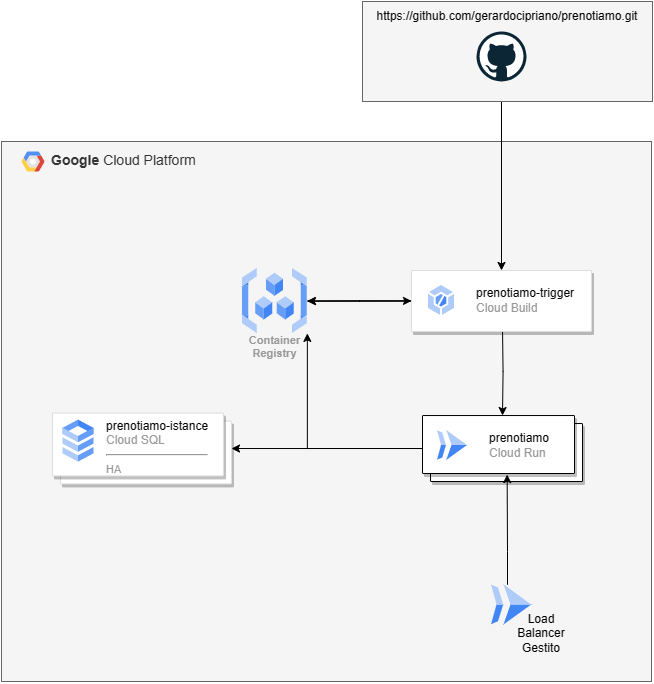 https://github.com/gerardocipriano/prenotiamo.git
Google Cloud Platform
prenotiamo-trigger
Cloud Build
Container
Registry
prenotiamo-istance
Cloud SQL
HA
prenotiamo
Cloud Run
Load
Balancer
Gestito